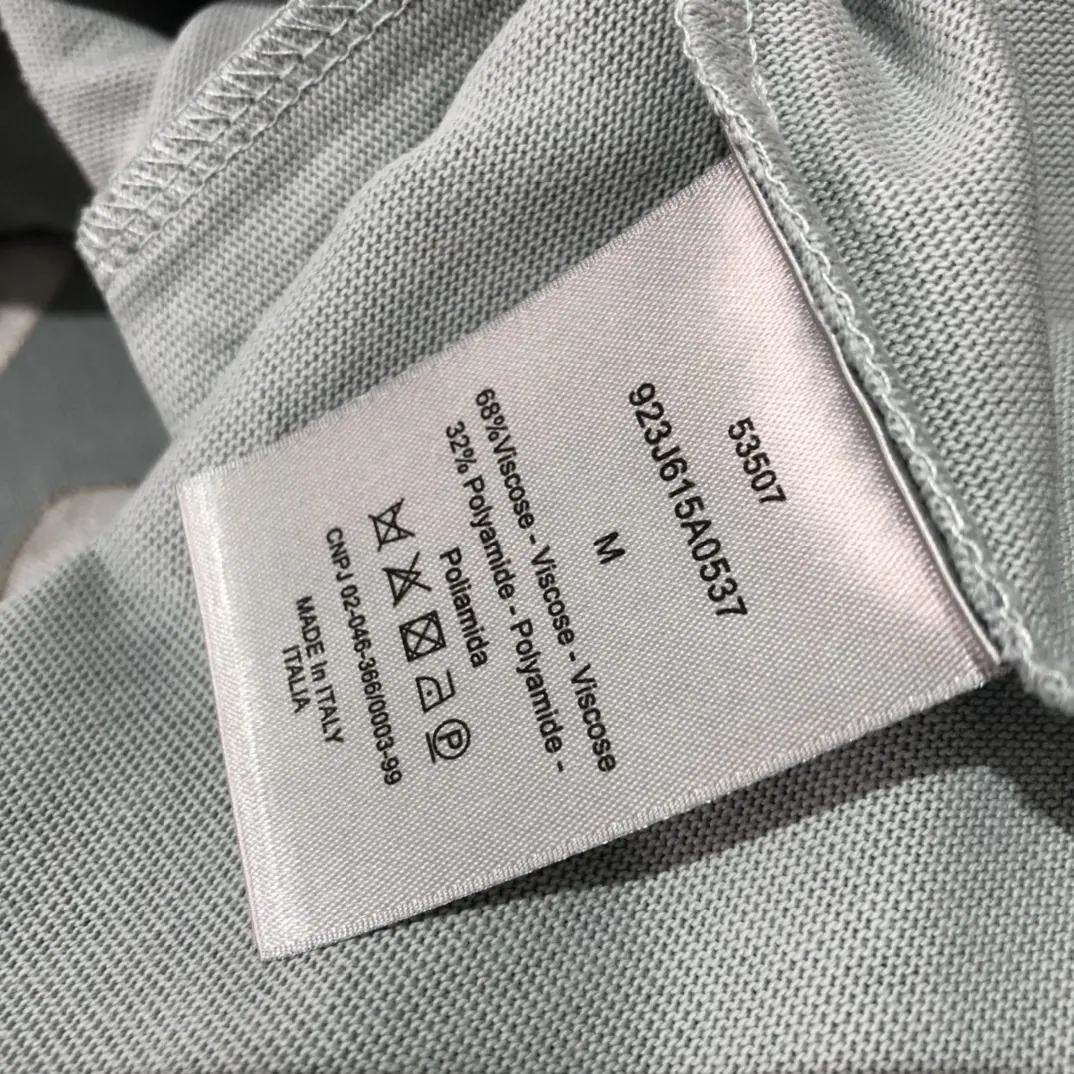 53507
923J615A0537
M
68%Viscose - Viscose - Viscose
32% Polyamide - Polyamide -
Poliamida
P
CNPJ 02-046-366/0003-99
MADE In ITALY
ITALIA